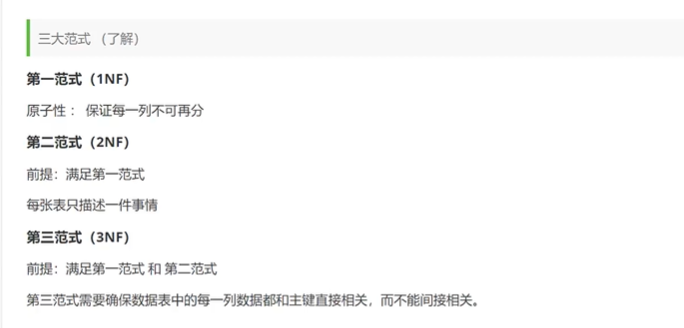 三大范式 （了解）
第一范式（1NF）
原子性： 保证每一列不可再分
第二范式（2NF）
前提：满足第一范式
每张表只描述一件事情
第三范式（3NF）
前提：满足第一范式 和 第二范式
第三范式需要确保数据表中的每一列数据都和主键直接相关，而不能间接相关。